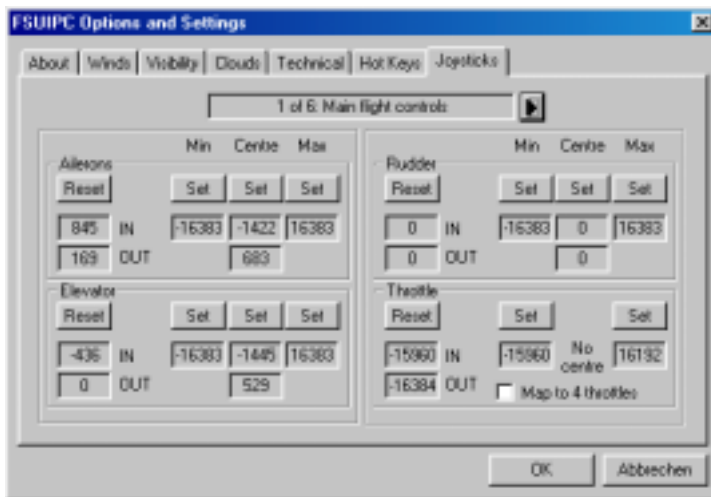 FSUIPC Options and Settings
About Winds Visibility Clouds Technical Hot Keys Joysticks
1 of 6: Main flight controls
Ailerons
Min Centre Max
Reset Set Set Set
845 IN -16383 -1422 16383
169 OUT 683
Rudder
Min Centre Max
Reset Set Set Set
0 IN -16383 0 16383
0 OUT 0
Elevator
Reset Set Set Set
-436 IN -16383 -1445 16383
0 OUT 529
Throttle
Reset Set Set
-15960 IN -15960 No centre 16192
-16384 OUT Map to 4 throttles
OK Abbrechen